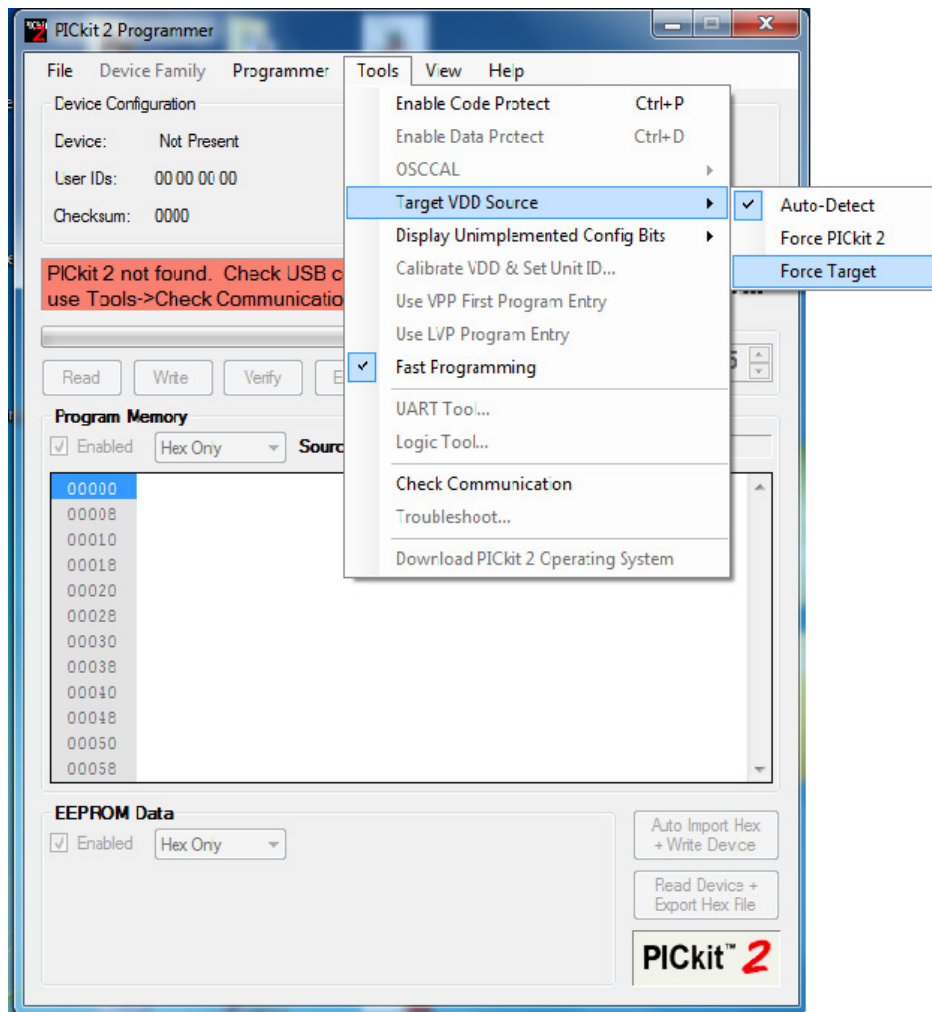 PICkit 2 Programmer
File Device Family Programmer Tools View Help
Device Configuration
Device: Not Present
User IDs: 00 00 00 00
Checksum: 0000
PICkit 2 not found. Check USB
use Tools->Check
Read Write Verify
Program Memory
Enabled Hex Only
00000
00008
00010
00018
00020
00028
00030
00038
00040
00048
00050
00058
EEPROM Data
Enabled Hex Only
Enable Code Protect Ctrl+P
Enable Data Protect Ctrl+D
OSCCAL
Target VDD Source
Display Unimplemented Config Bits
Calibrate VDD & Set Unit ID...
Use VPP First Program Entry
Use LVP Program Entry
Fast Programming
UART Tool...
Logic Tool...
Check Communication
Troubleshoot...
Download PICkit 2 Operating System
Auto-Detect
Force PICkit 2
Force Target
Auto Import Hex
+ Write Device
Read Device +
Export Hex File
PICkit™ 2